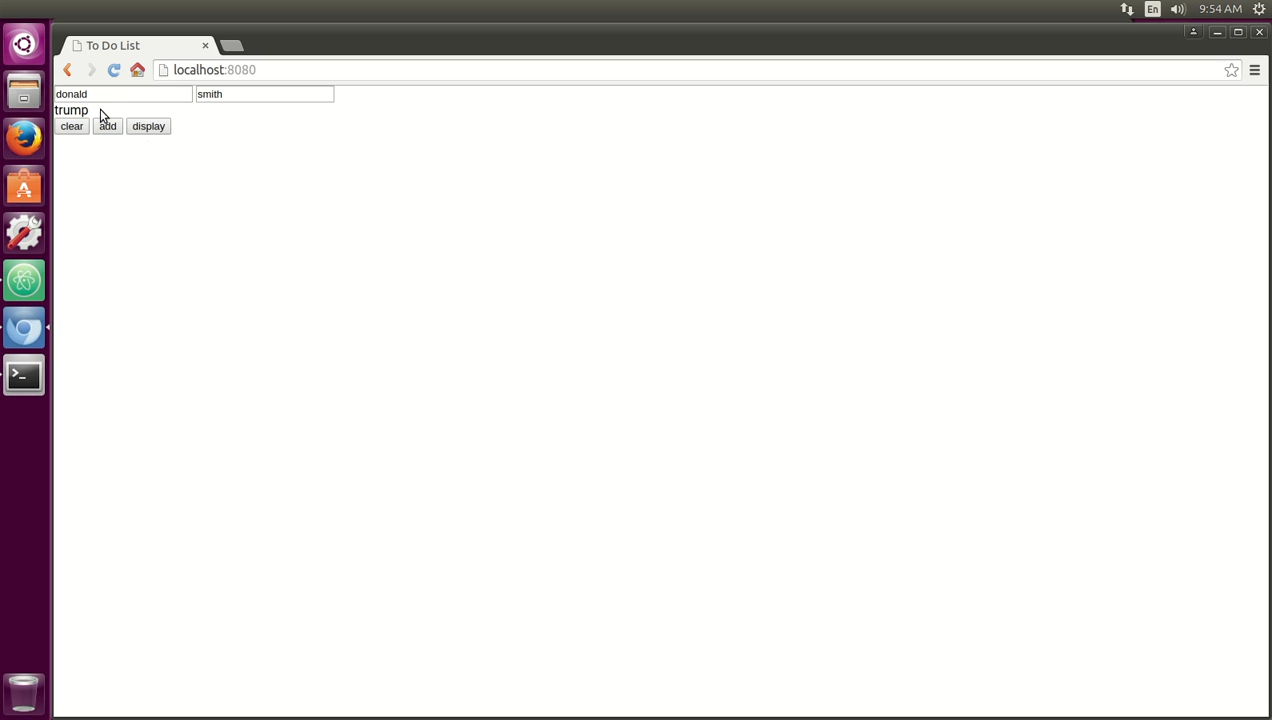 En 9:54 AM
To Do List
localhost:8080
donald smith
trump
clear add display